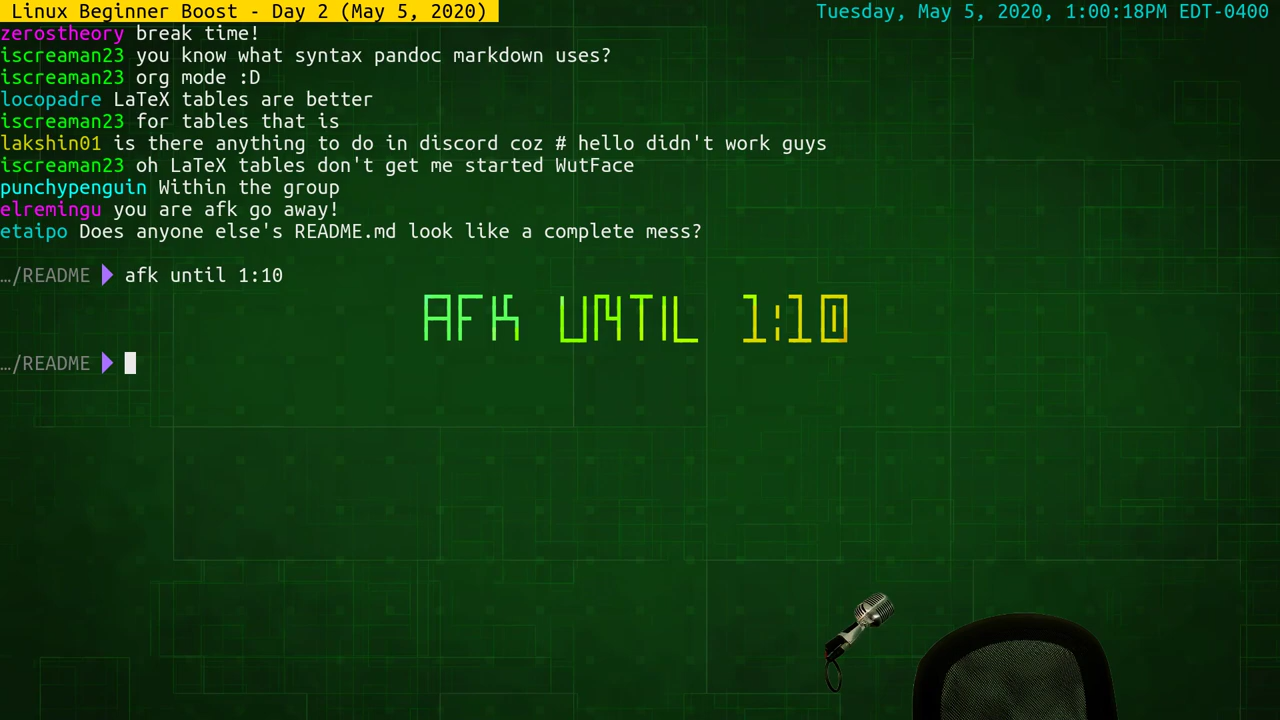 Linux Beginner Boost - Day 2 (May 5, 2020)
Tuesday, May 5, 2020, 1:00:18PM EDT-0400
zerostheory break time!
iscreaman23 you know what syntax pandoc markdown uses?
iscreaman23 org mode :D
locopadre LaTeX tables are better
iscreaman23 for tables that is
lakshin01 is there anything to do in discord coz # hello didn't work guys
iscreaman23 oh LaTeX tables don't get me started WutFace
punchypenguin Within the group
elremingu you are afk go away!
etaipo Does anyone else's README.md look like a complete mess?
…/README afk until 1:10
AFK UNTIL 1:10
…/README